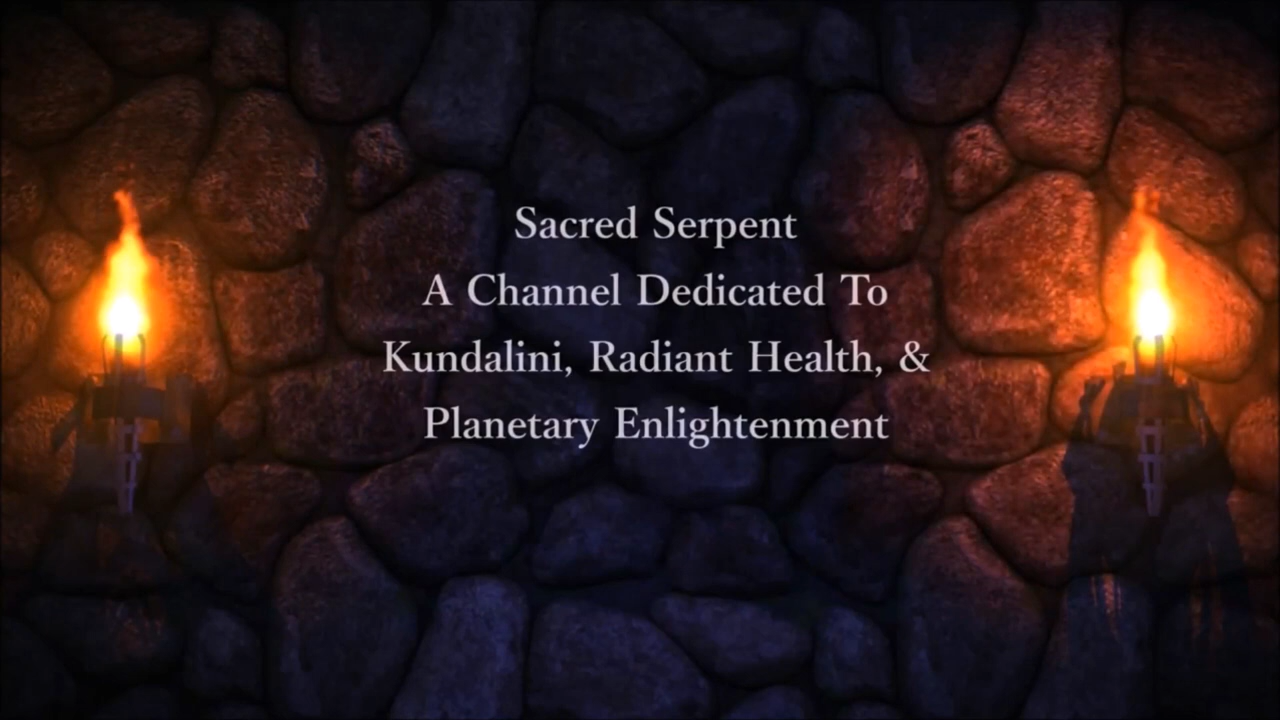 Sacred Serpent
A Channel Dedicated To
Kundalini, Radiant Health, &
Planetary Enlightenment